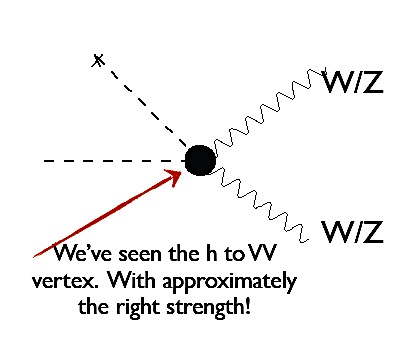 x
W/Z
W/Z
We've seen the h to VV
vertex. With approximately
the right strength!